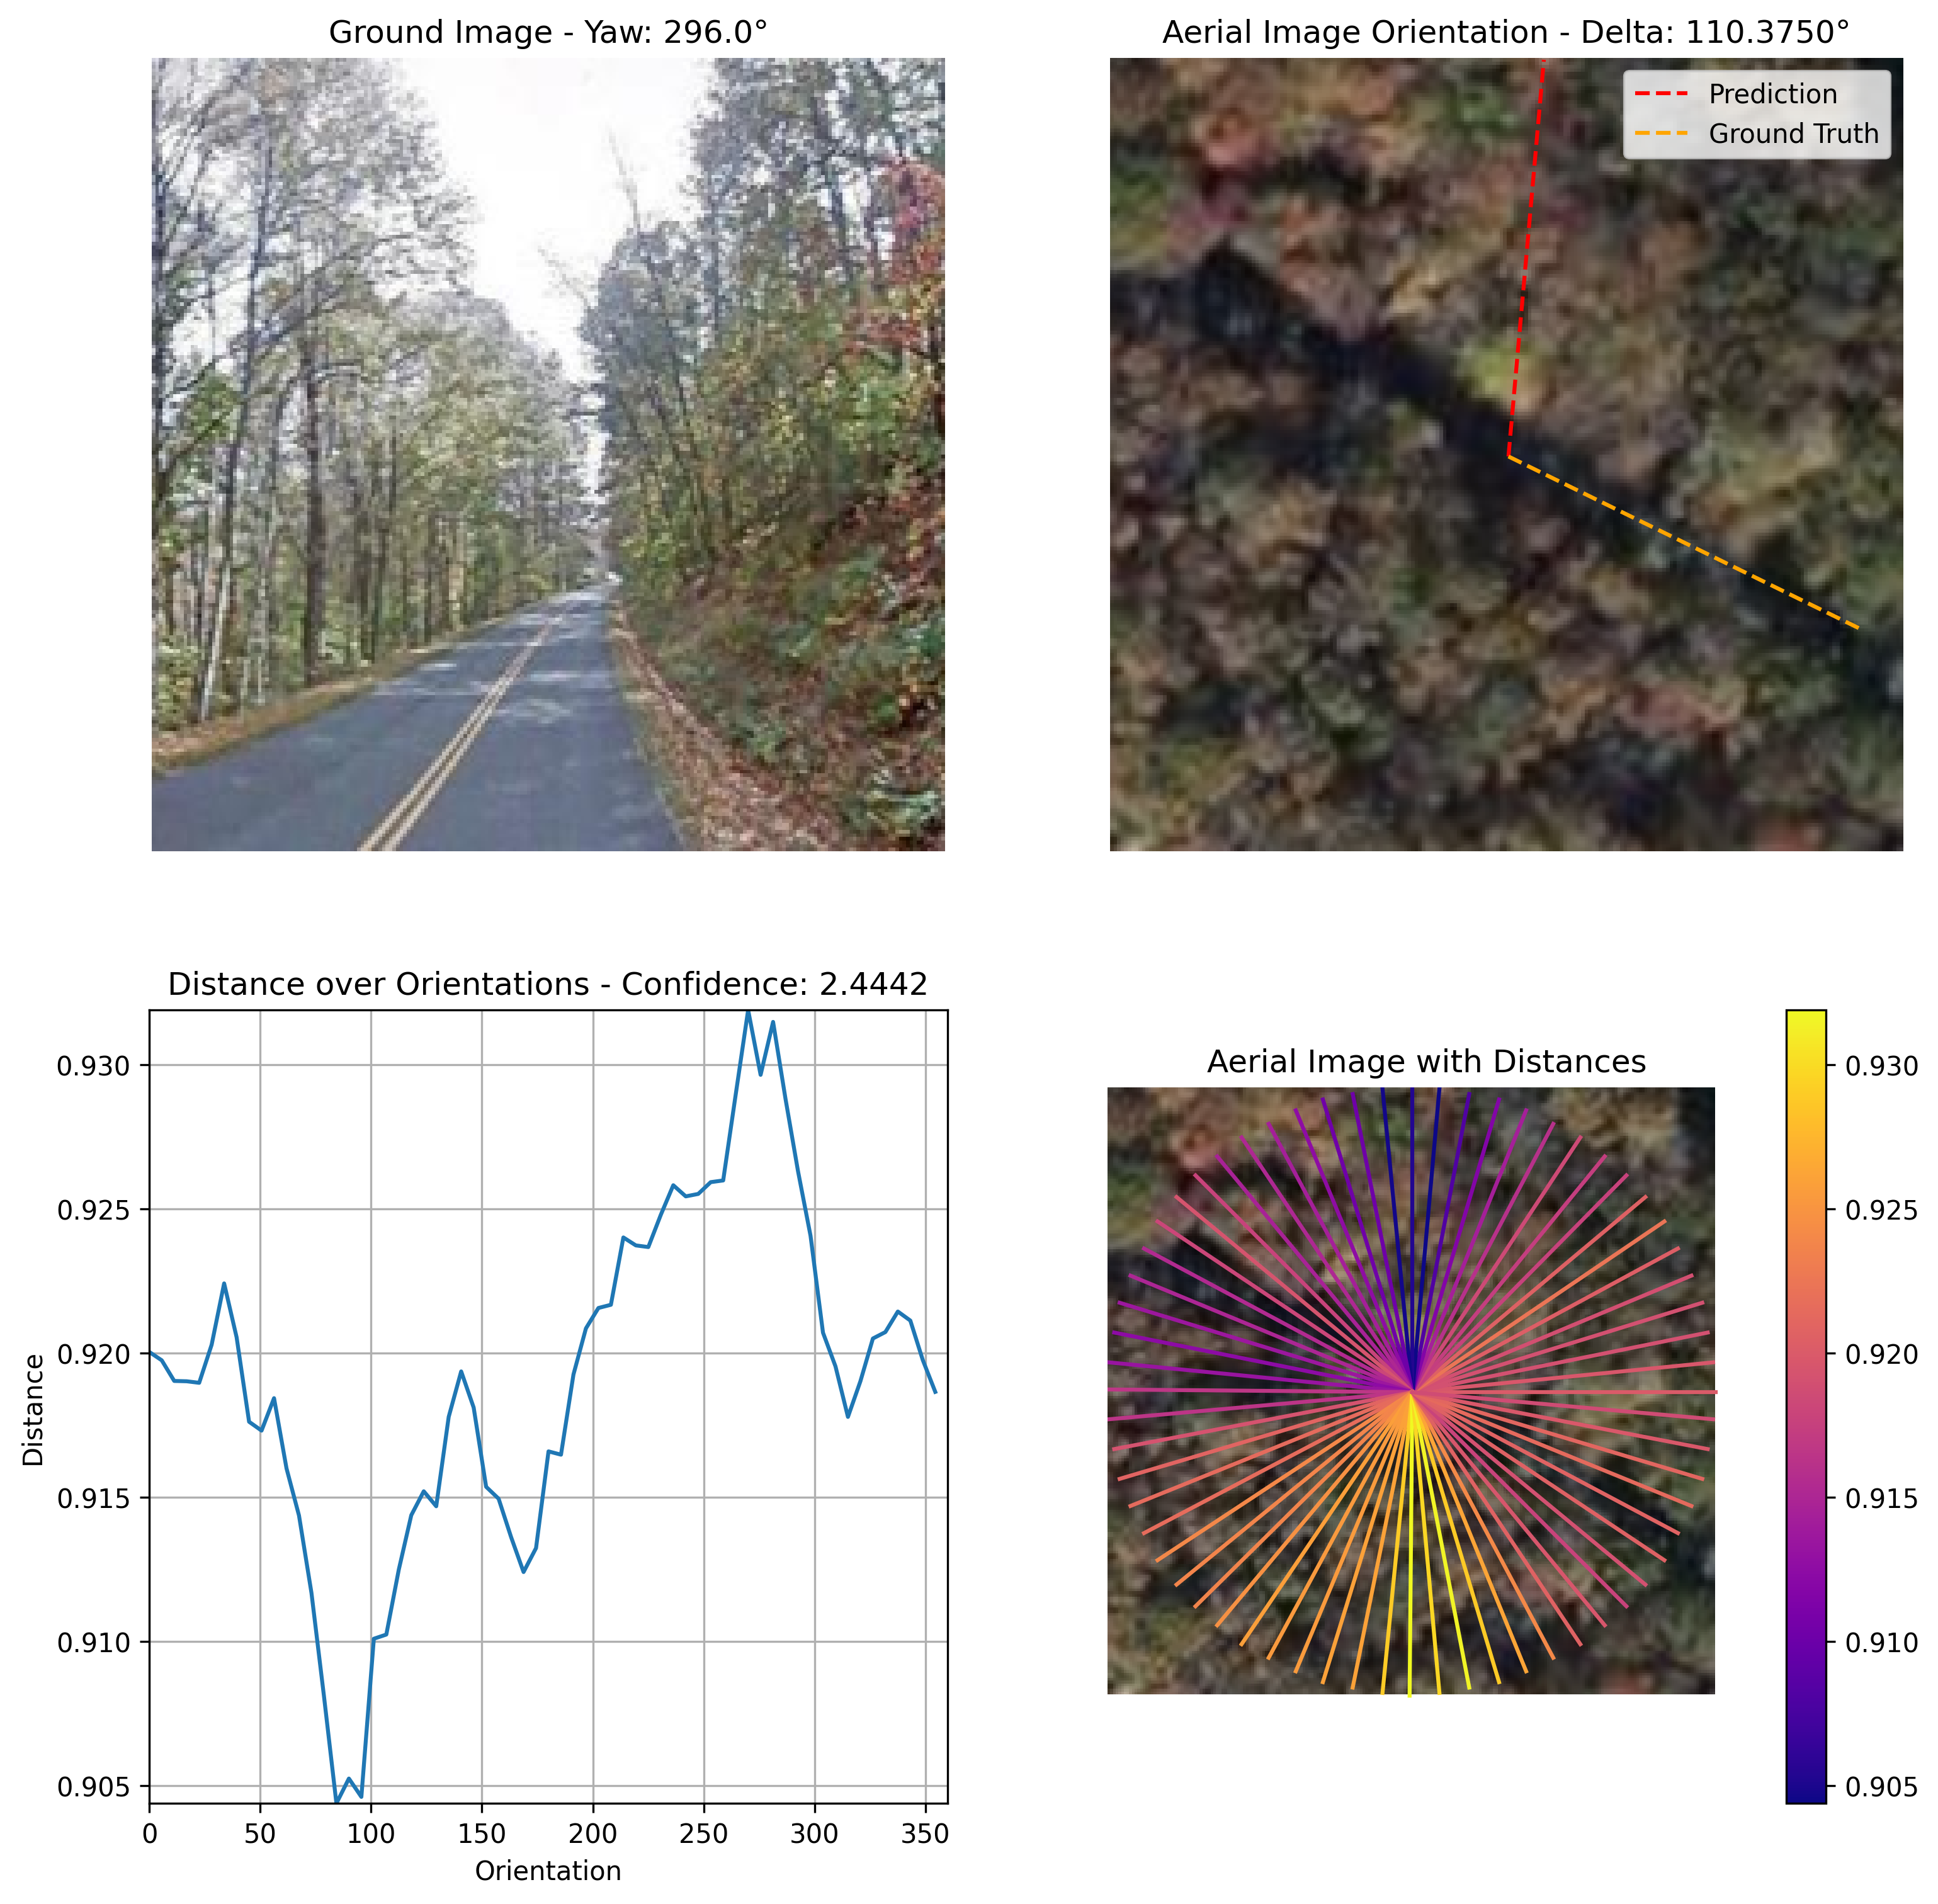 Ground Image - Yaw: 296.0°
Aerial Image Orientation - Delta: 110.3750°
Prediction
Ground Truth
Distance over Orientations - Confidence: 2.4442
0.930
0.925
0.920
0.915
0.910
0.905
Distance
0 50 100 150 200 250 300 350
Orientation
Aerial Image with Distances
0.930
0.925
0.920
0.915
0.910
0.905